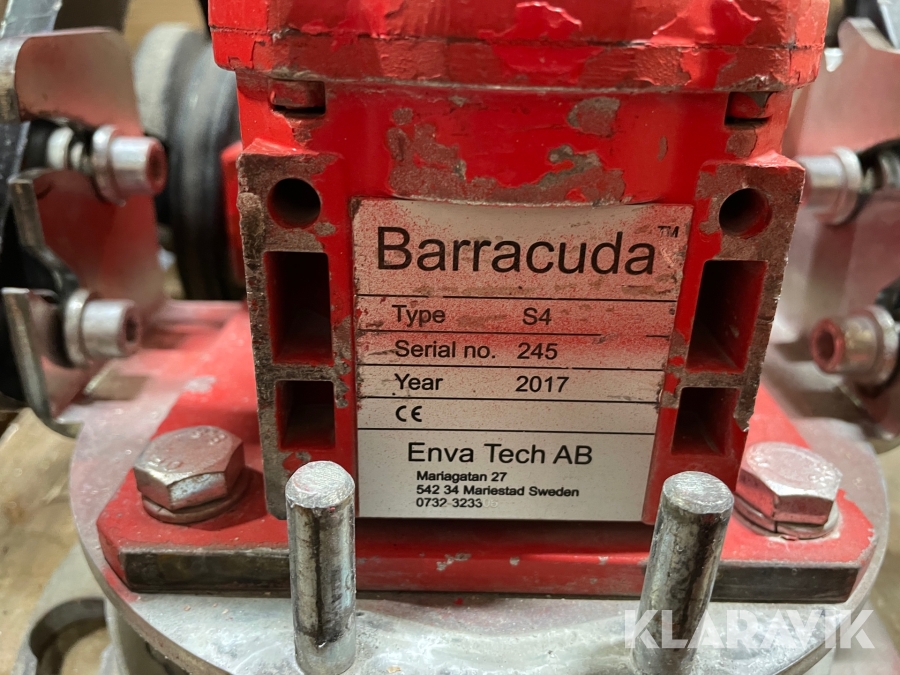 KLARAVIK
Barracuda™
Type S4
Serial no. 245
Year 2017
CE
Enva Tech AB
Mariagatan 27
542 34 Mariestad Sweden
0732-3233
KLARAVIK